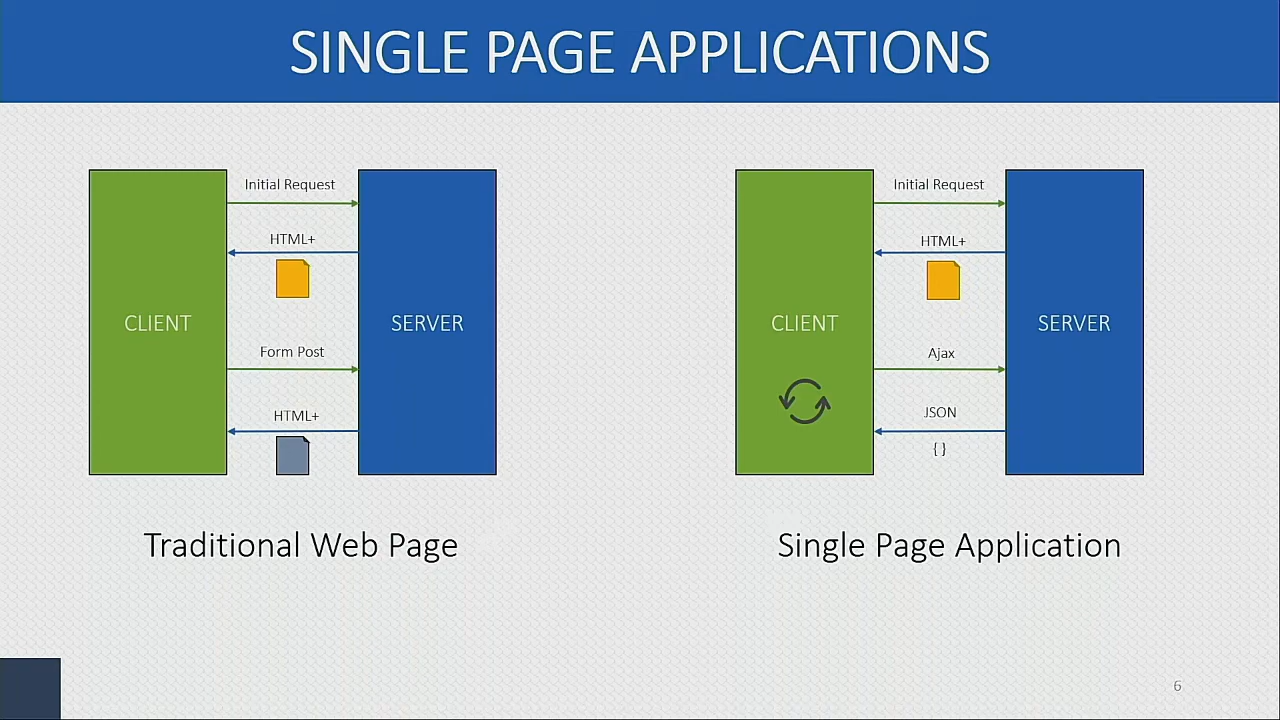 SINGLE PAGE APPLICATIONS
Initial Request
HTML+
CLIENT
SERVER
Form Post
HTML+
Traditional Web Page
Initial Request
HTML+
CLIENT
SERVER
Ajax
JSON
{ }
Single Page Application
6